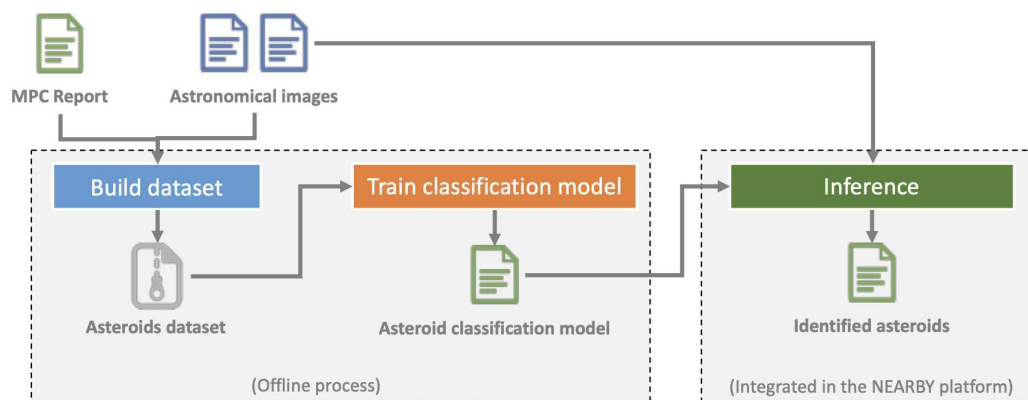 MPC Report
Astronomical images
Build dataset
Train classification model
Inference
Asteroids dataset
Asteroid classification model
Identified asteroids
(Offline process)
(Integrated in the NEARBY platform)